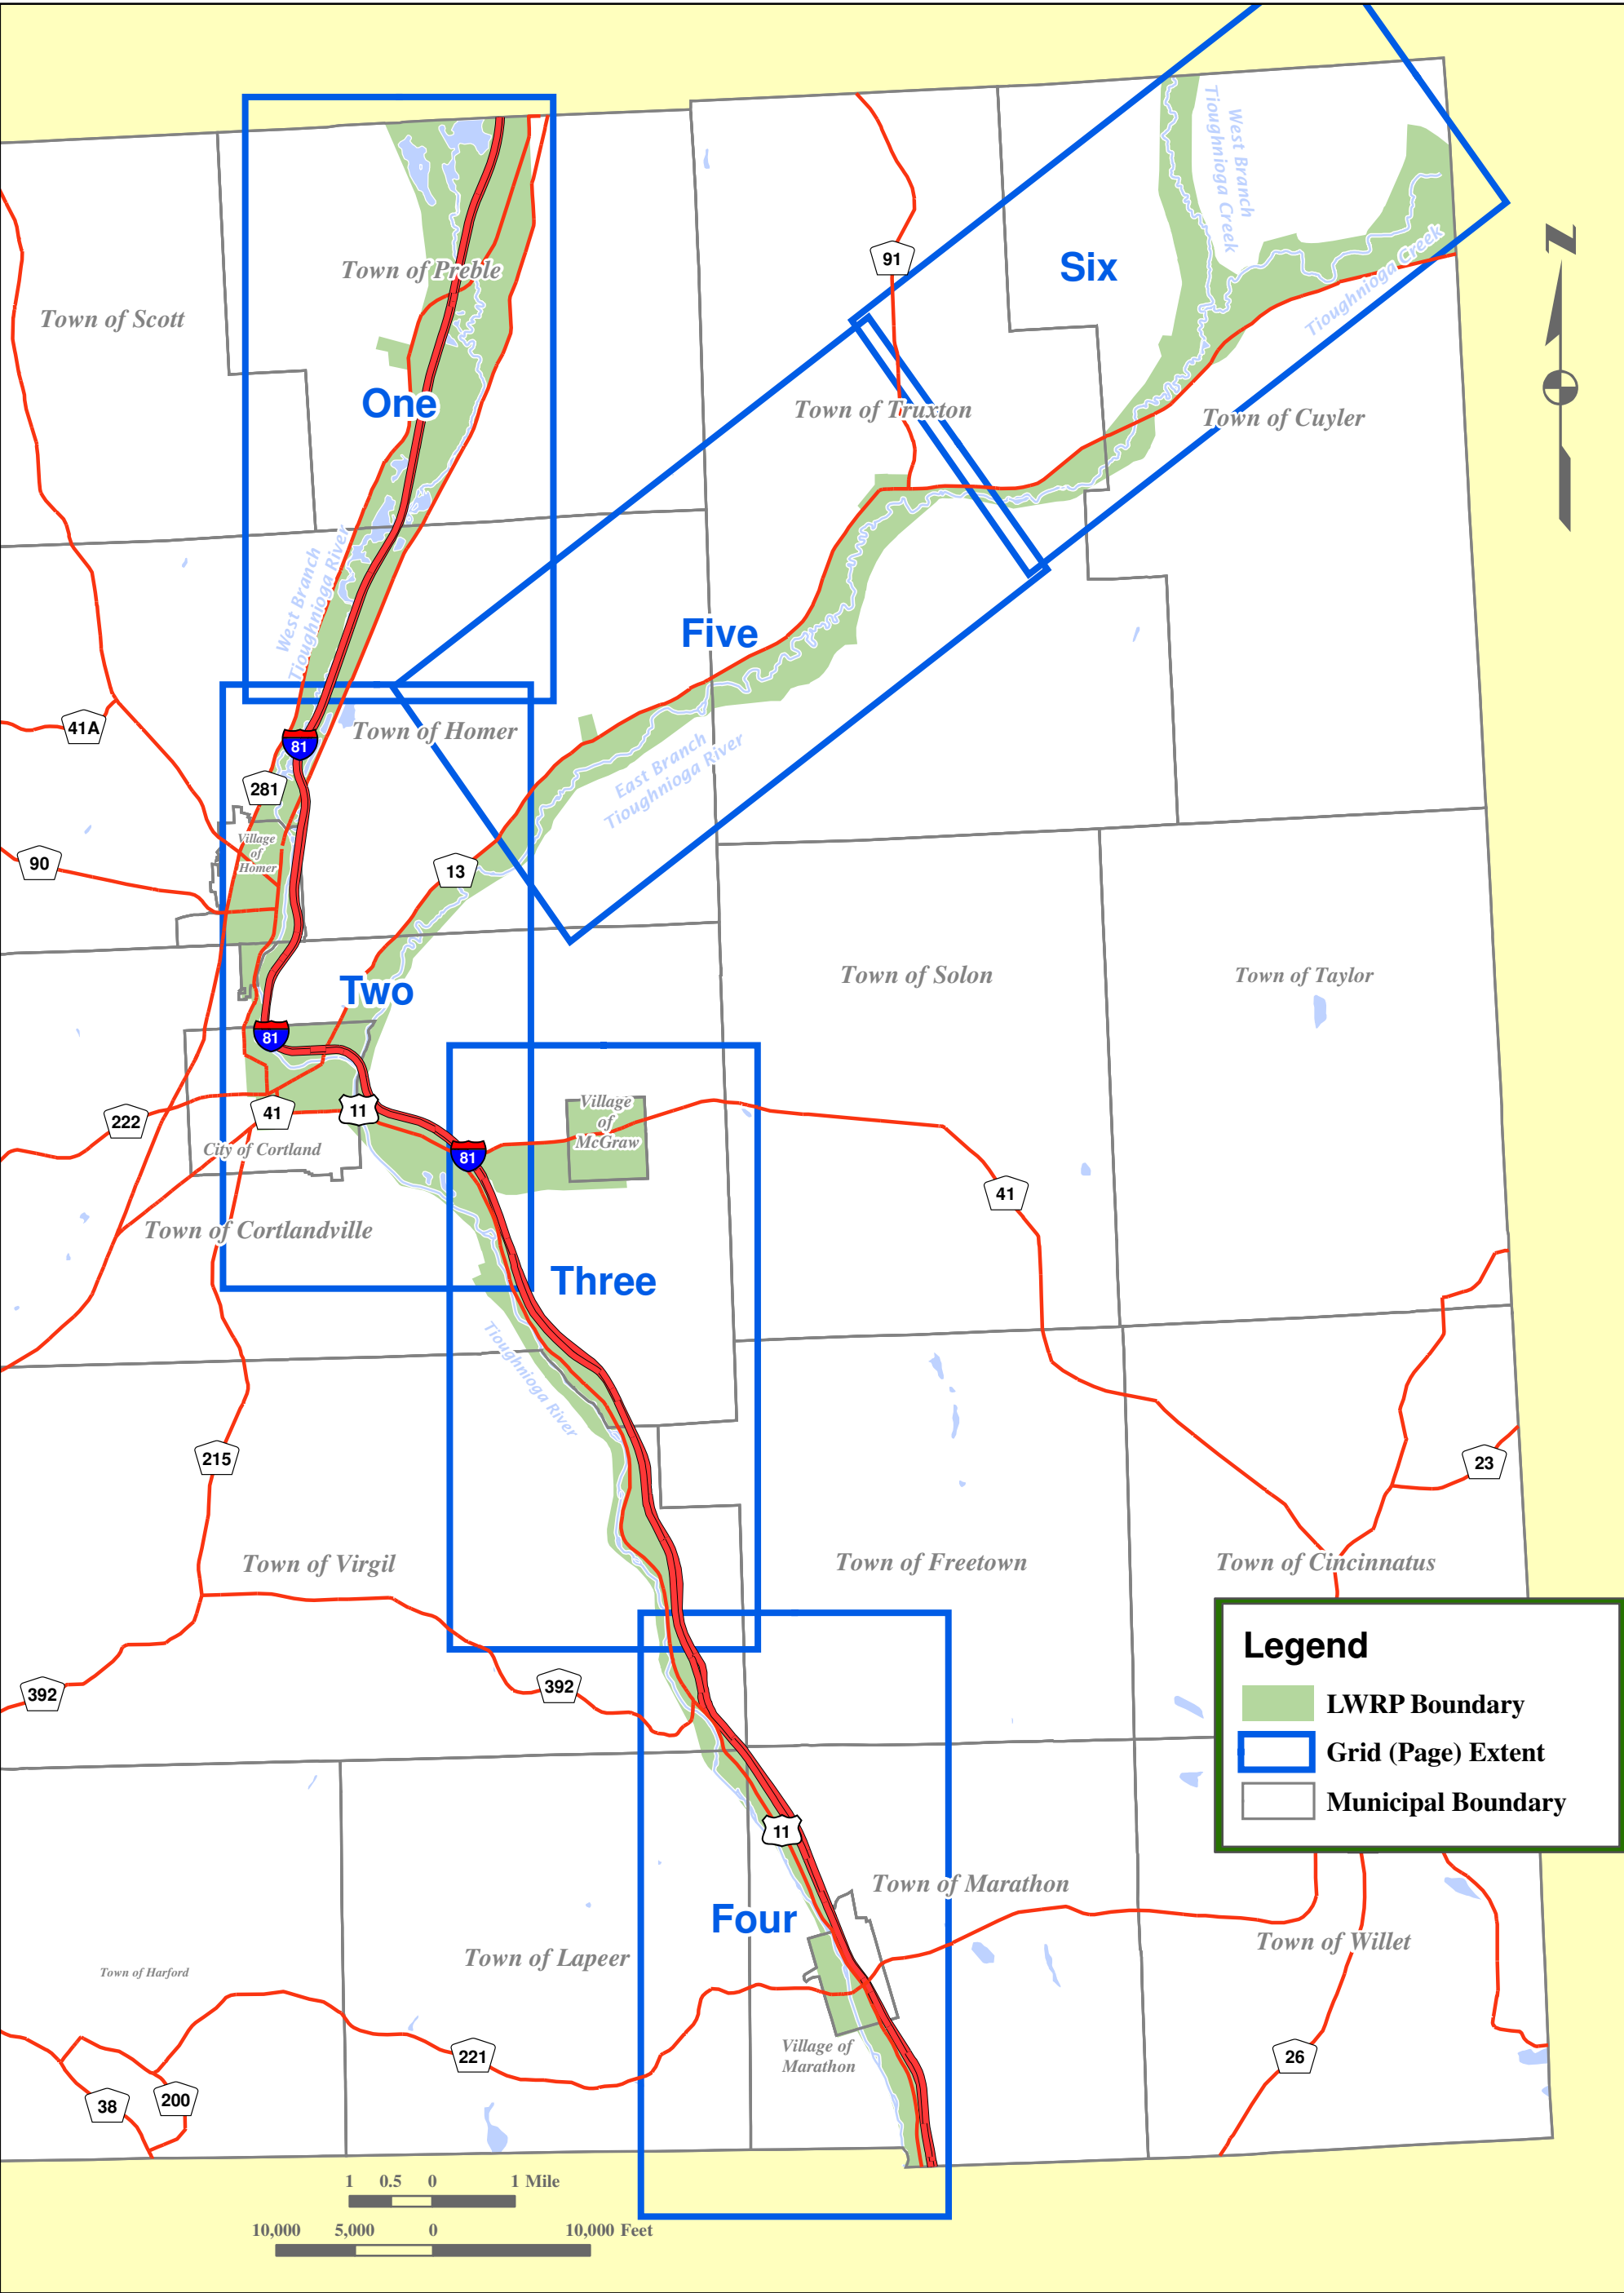 West Branch
Tioughnioga Creek
91
Six
Z
Town of Preble
Tioughnioga Creek
Town of Scott
One
Town of Truxton
Town of Cuyler
West Branch
Tioughnioga River
Five
41A
Town of Homer
81
281
East Branch
Tioughnioga River
Village
of
Homer
90
13
Two
Town of Solon
Town of Taylor
81
222
41
11
Village
of
McGraw
City of Cortland
81
41
Town of Cortlandville
Three
Tioughnioga River
215
23
Town of Virgil
Town of Freetown
Town of Cincinnatus
Legend
LWRP Boundary
Grid (Page) Extent
Municipal Boundary
392
392
11
Town of Marathon
Four
Town of Lapeer
Town of Willet
Town of Harford
Village of
Marathon
221
26
38
200
1 0.5 0 1 Mile
10,000 5,000 0 10,000 Feet